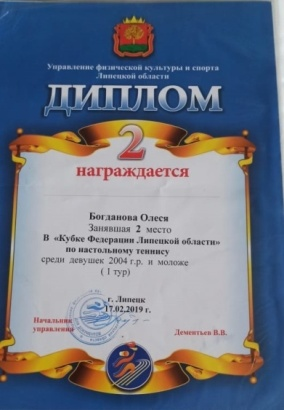 Управление физической культуры и спорта
Липецкой области
ДИПЛОМ
2
награждается
Богданова Олеся
Занявшая 2 место
В «Кубке Федерации Липецкой области»
по настольному теннису
среди девушек 2004 г.р. и моложе
( 1 тур)
г. Липецк
17.02.2019 г.
Начальник
управления
Дементьев В.В.